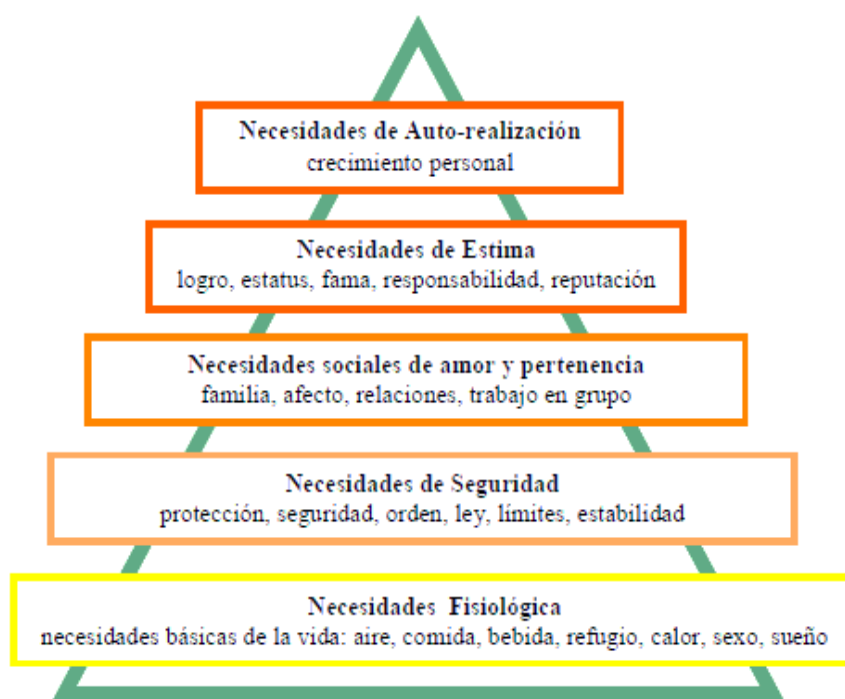 Necesidades de Auto-realización
crecimiento personal
Necesidades de Estima
logro, estatus, fama, responsabilidad, reputación
Necesidades sociales de amor y pertenencia
familia, afecto, relaciones, trabajo en grupo
Necesidades de Seguridad
protección, seguridad, orden, ley, límites, estabilidad
Necesidades Fisiológica
necesidades básicas de la vida: aire, comida, bebida, refugio, calor, sexo, sueño